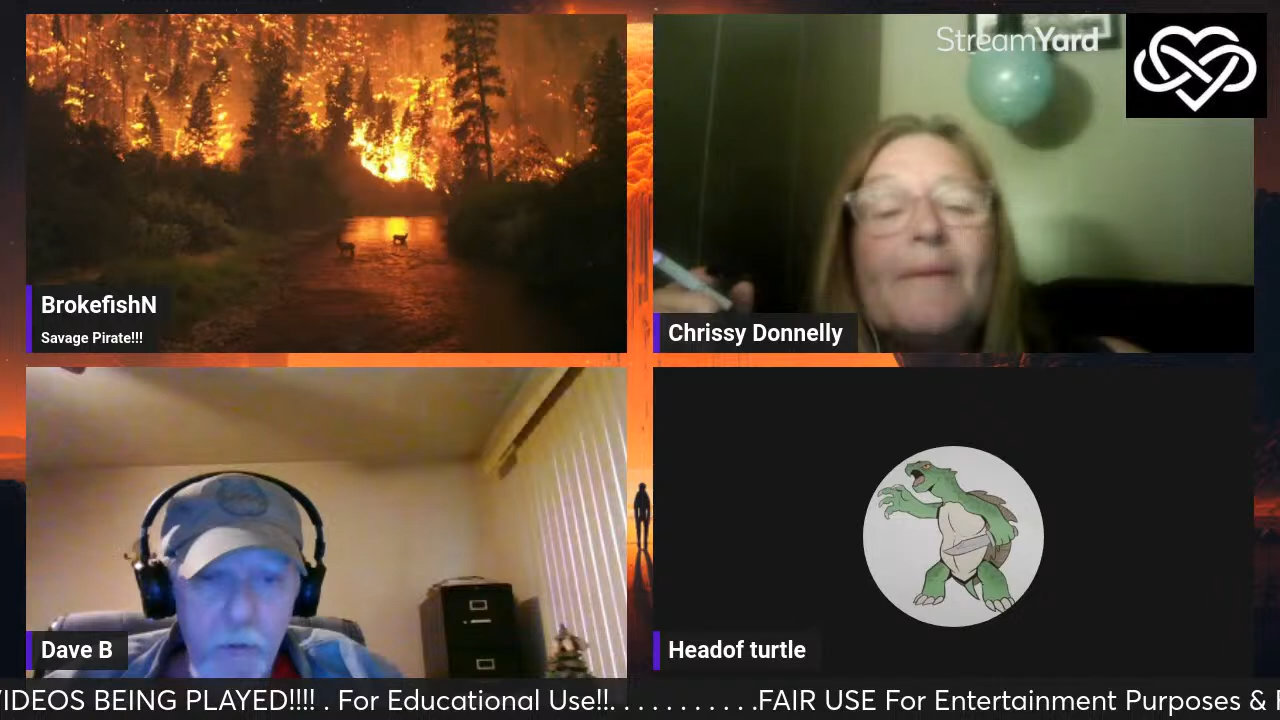 StreamYard
BrokefishN
Savage Pirate!!!
Chrissy Donnelly
Dave B
Headof turtle
VIDEOS BEING PLAYED!!!! . For Educational Use!!. . . . . . . . . . .FAIR USE For Entertainment Purposes &